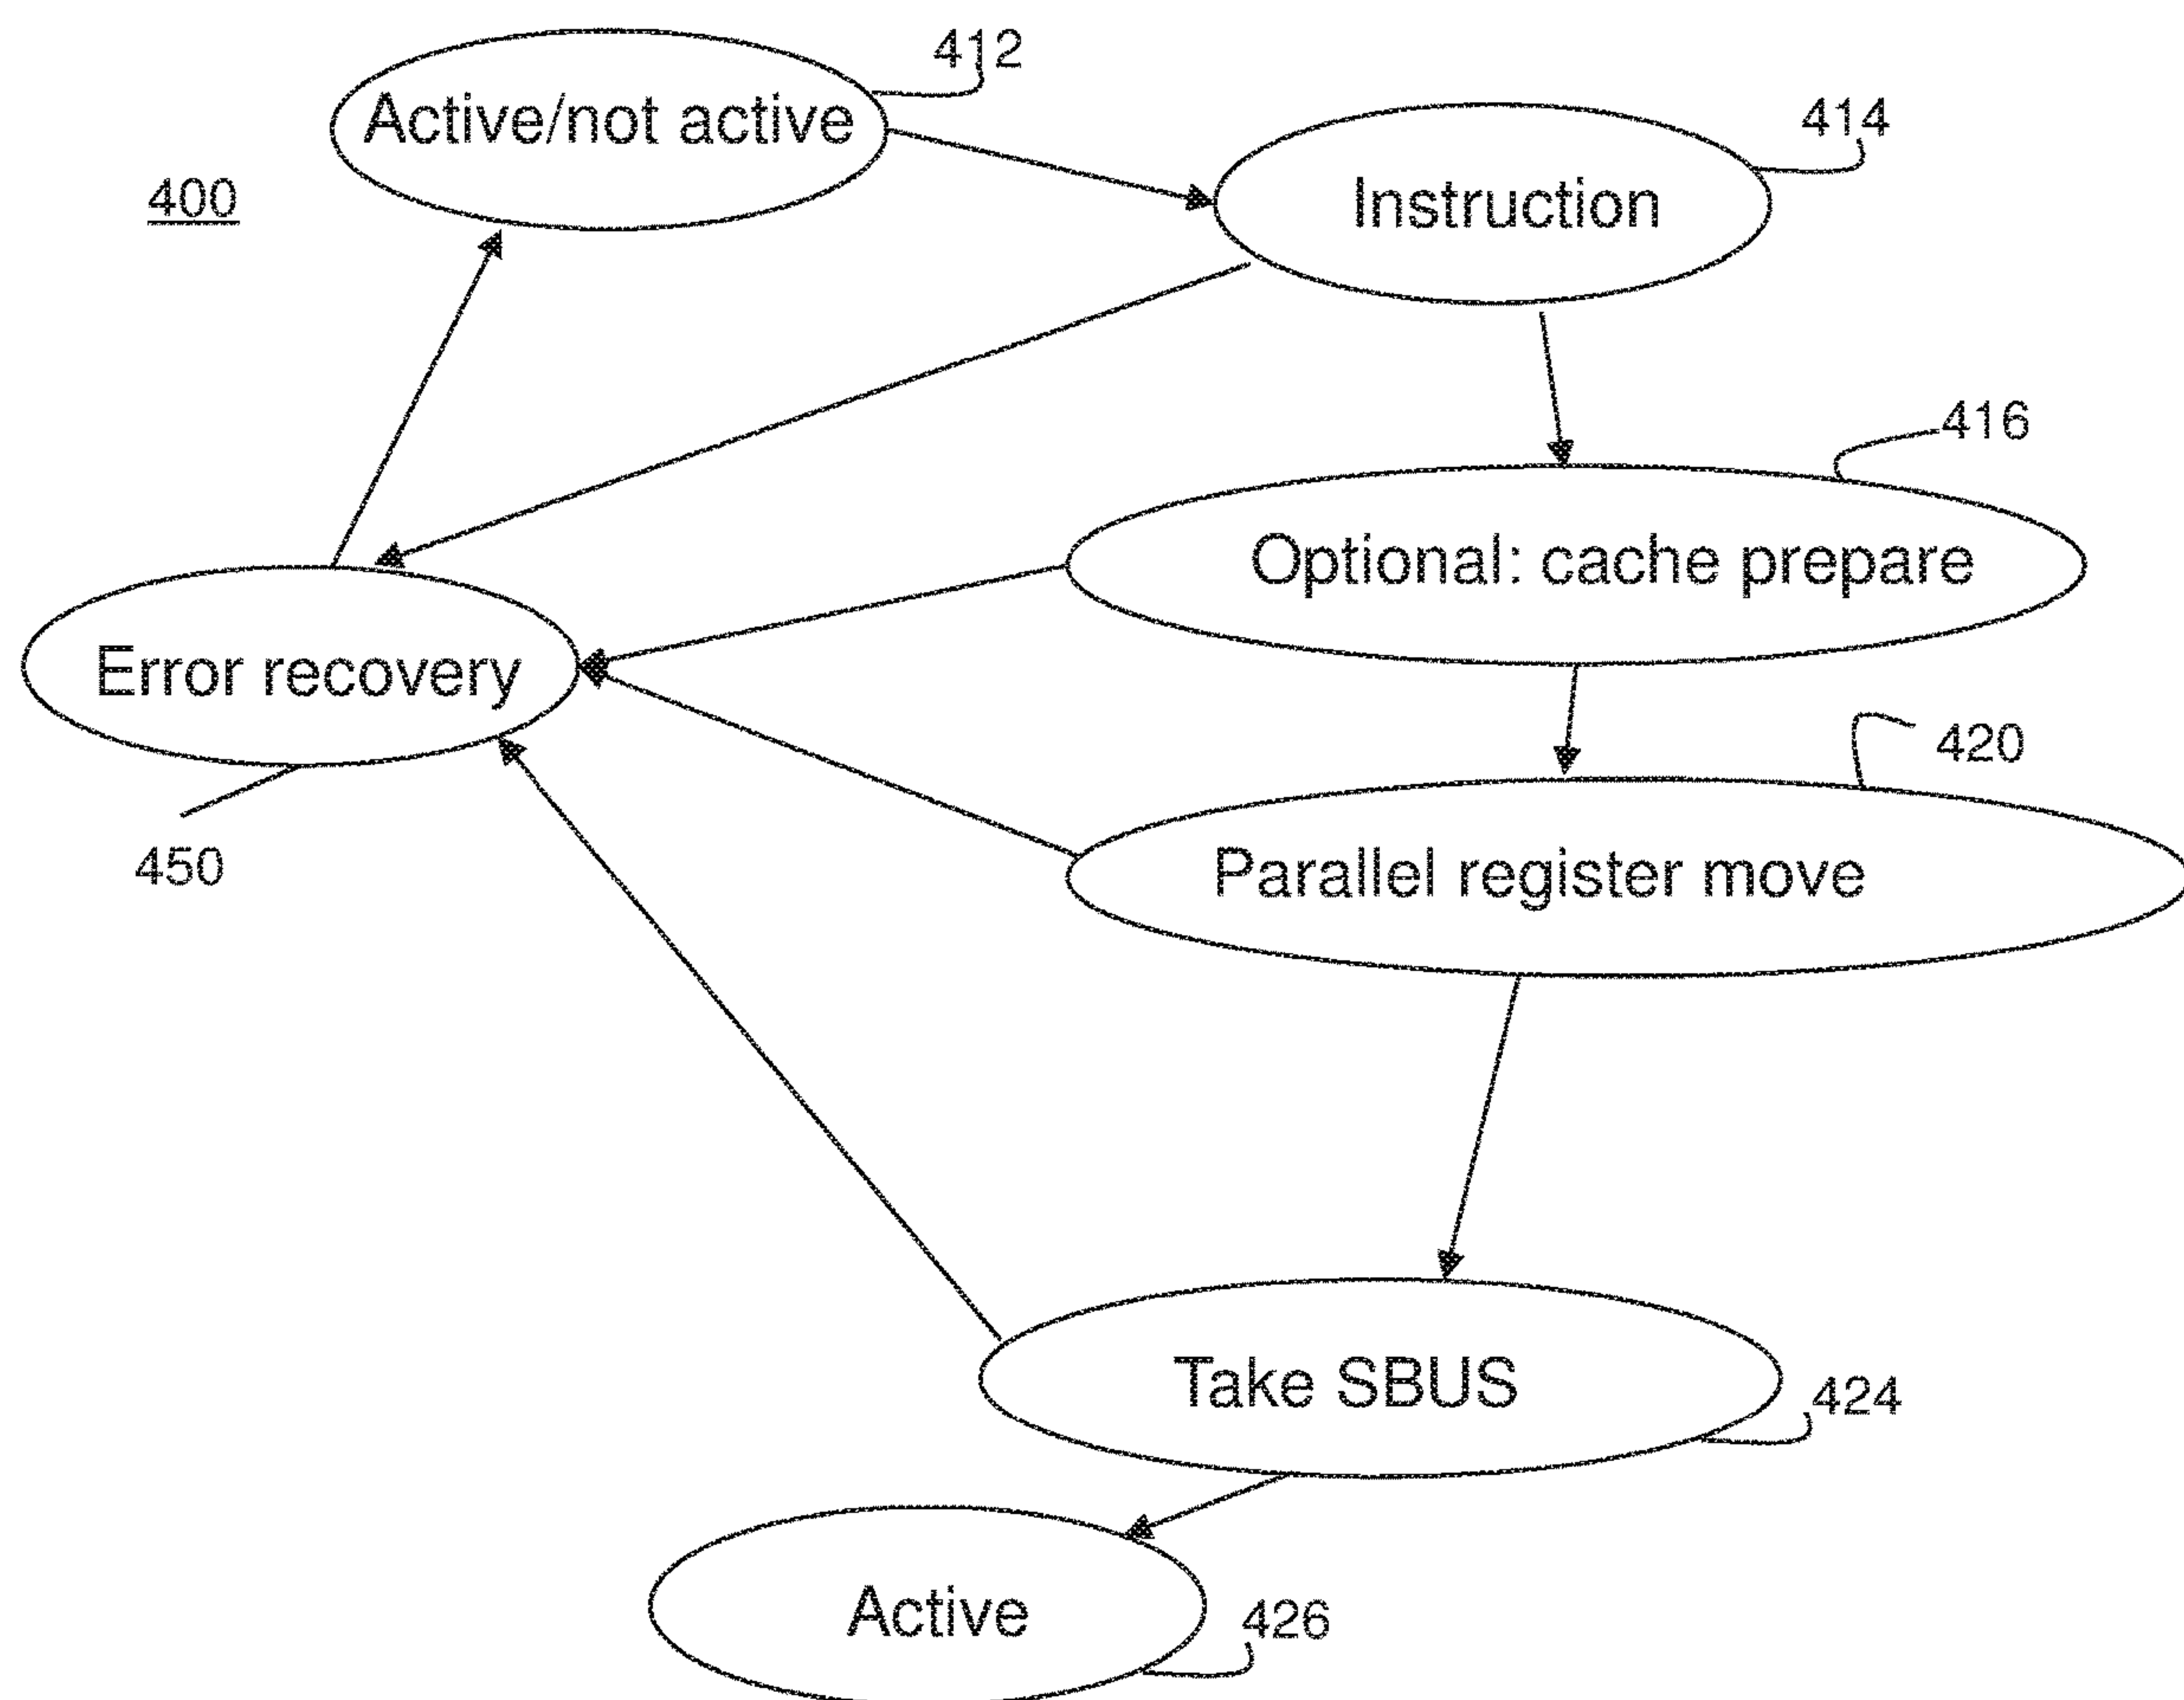 412
Active/not active
414
400
Instruction
416
Optional: cache prepare
Error recovery
420
450
Parallel register move
Take SBUS
424
Active
426